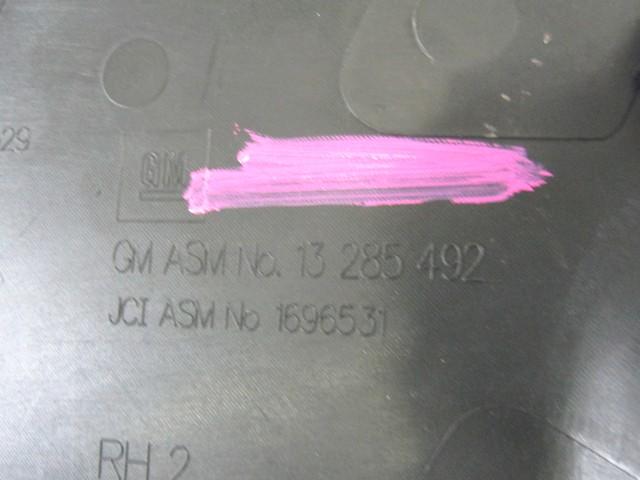 29
GM
GM ASM No. 13 285 492
JCI ASM No 1696531
RH 2